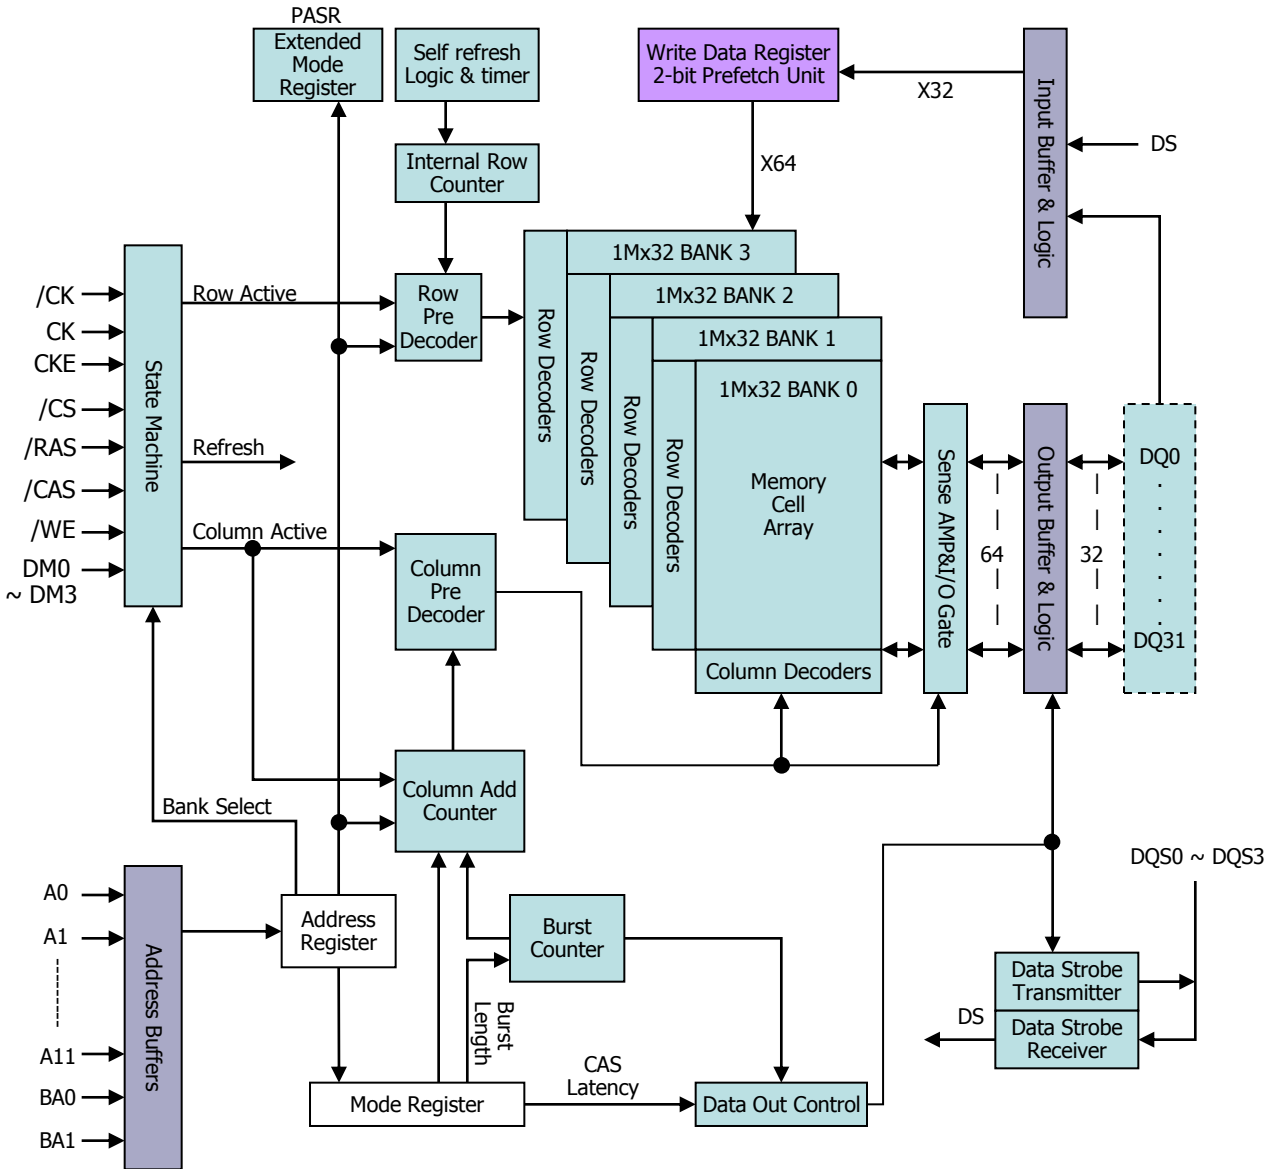 PASR
Extended
Mode
Register
Self refresh
Logic & timer
Write Data Register
2-bit Prefetch Unit
X32
Input Buffer & Logic
DS
Internal Row
Counter
X64
1Mx32 BANK 3
1Mx32 BANK 2
1Mx32 BANK 1
1Mx32 BANK 0
Row Decoders
Row Decoders
Row Decoders
Row Decoders
Memory
Cell
Array
Column Decoders
/CK
CK
CKE
/CS
/RAS
/CAS
/WE
DM0
~ DM3
State Machine
Row Active
Refresh
Column Active
Row
Pre
Decoder
Column
Pre
Decoder
Sense AMP&I/O Gate
64
Output Buffer & Logic
32
DQ0
.
.
.
.
.
.
.
DQ31
Bank Select
Column Add
Counter
A0
A1
A11
BA0
BA1
Address Buffers
Address
Register
Burst
Counter
Burst
Length
Mode Register
CAS
Latency
Data Out Control
DQS0 ~ DQS3
Data Strobe
Transmitter
Data Strobe
Receiver
DS